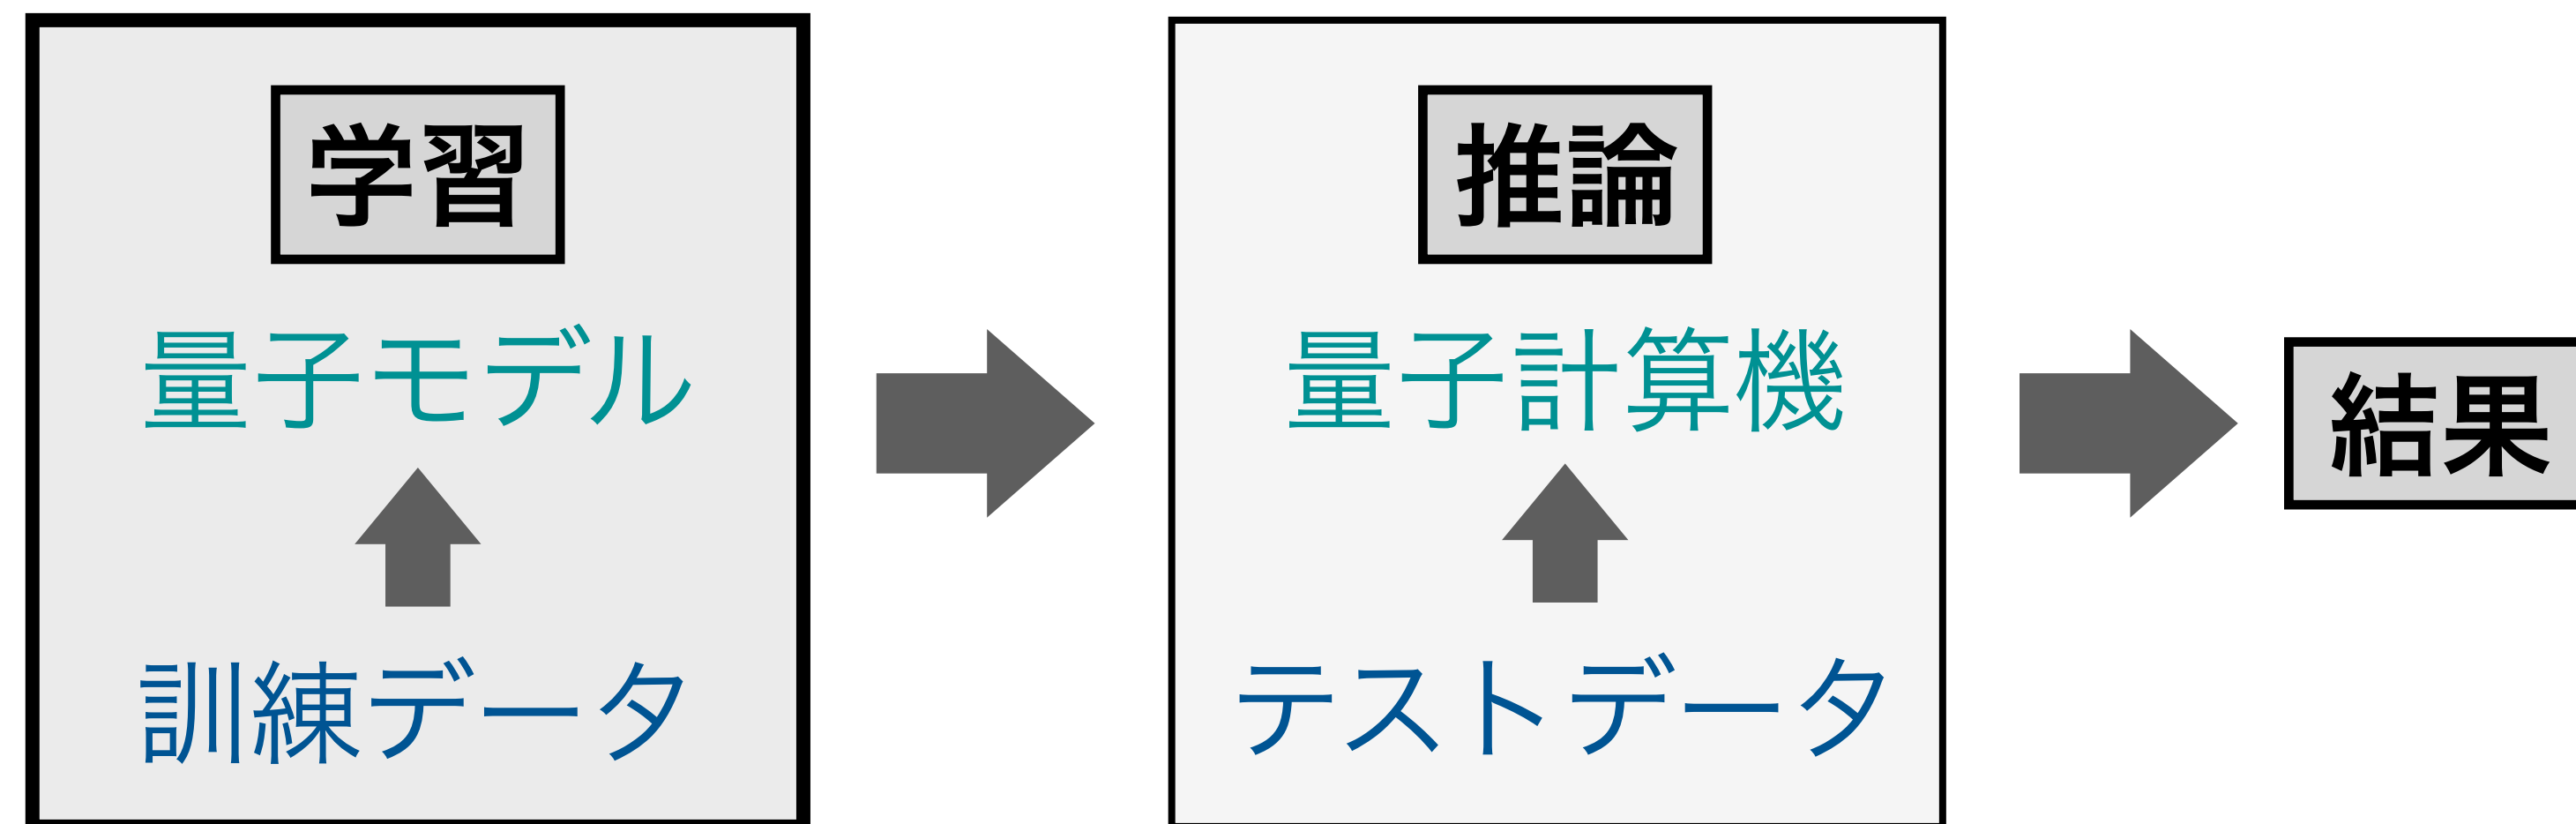 学習
量子モデル
訓練データ
推論
量子計算機
テストデータ
結果